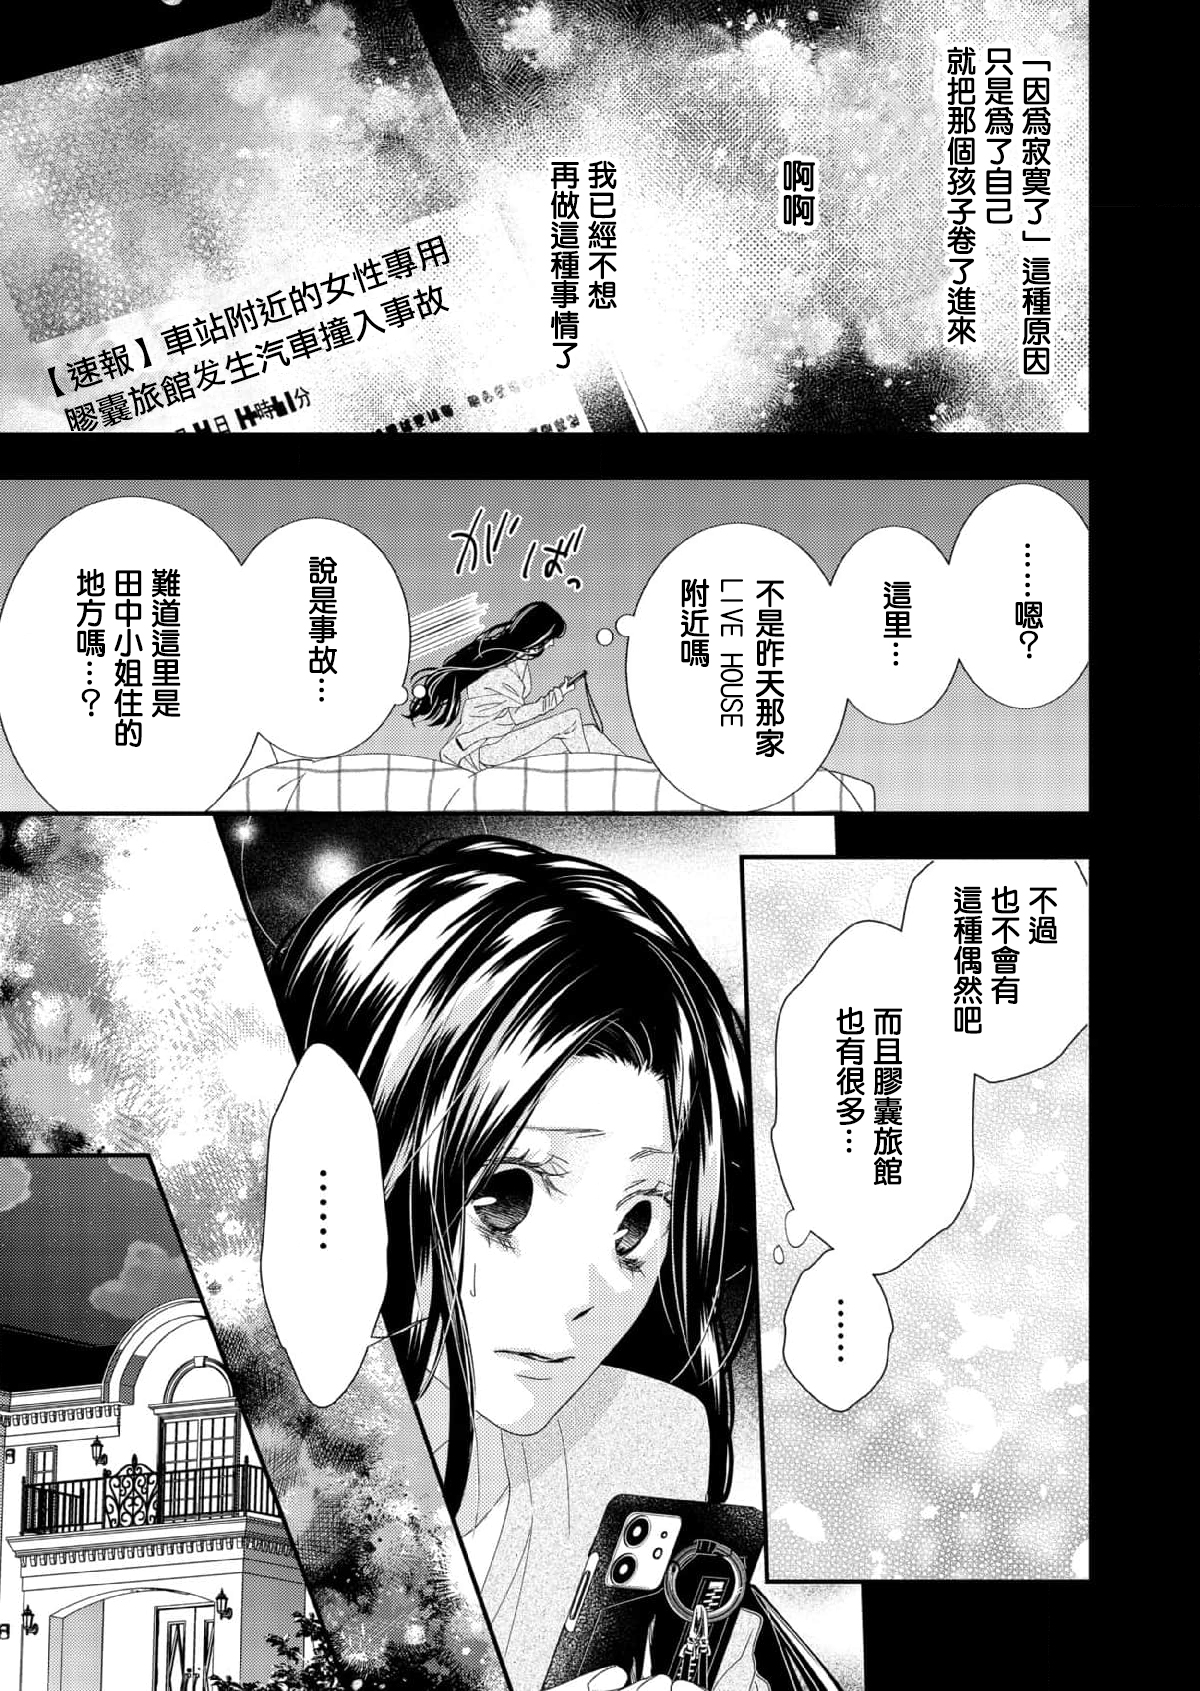 「因爲寂寞了」這種原因
只是爲了自己
就把那個孩子卷了進來
啊啊
我已經不想
再做這種事情了
【速報】車站附近的女性專用
膠囊旅館发生汽車撞入事故
……嗯?
這里…
不是昨天那家
LIVE HOUSE
附近嗎
がばっ
說是事故…
難道這里是
田中小姐住的
地方嗎…?
不過
也不會有
這種偶然吧
而且膠囊旅館
也有很多…
……
……